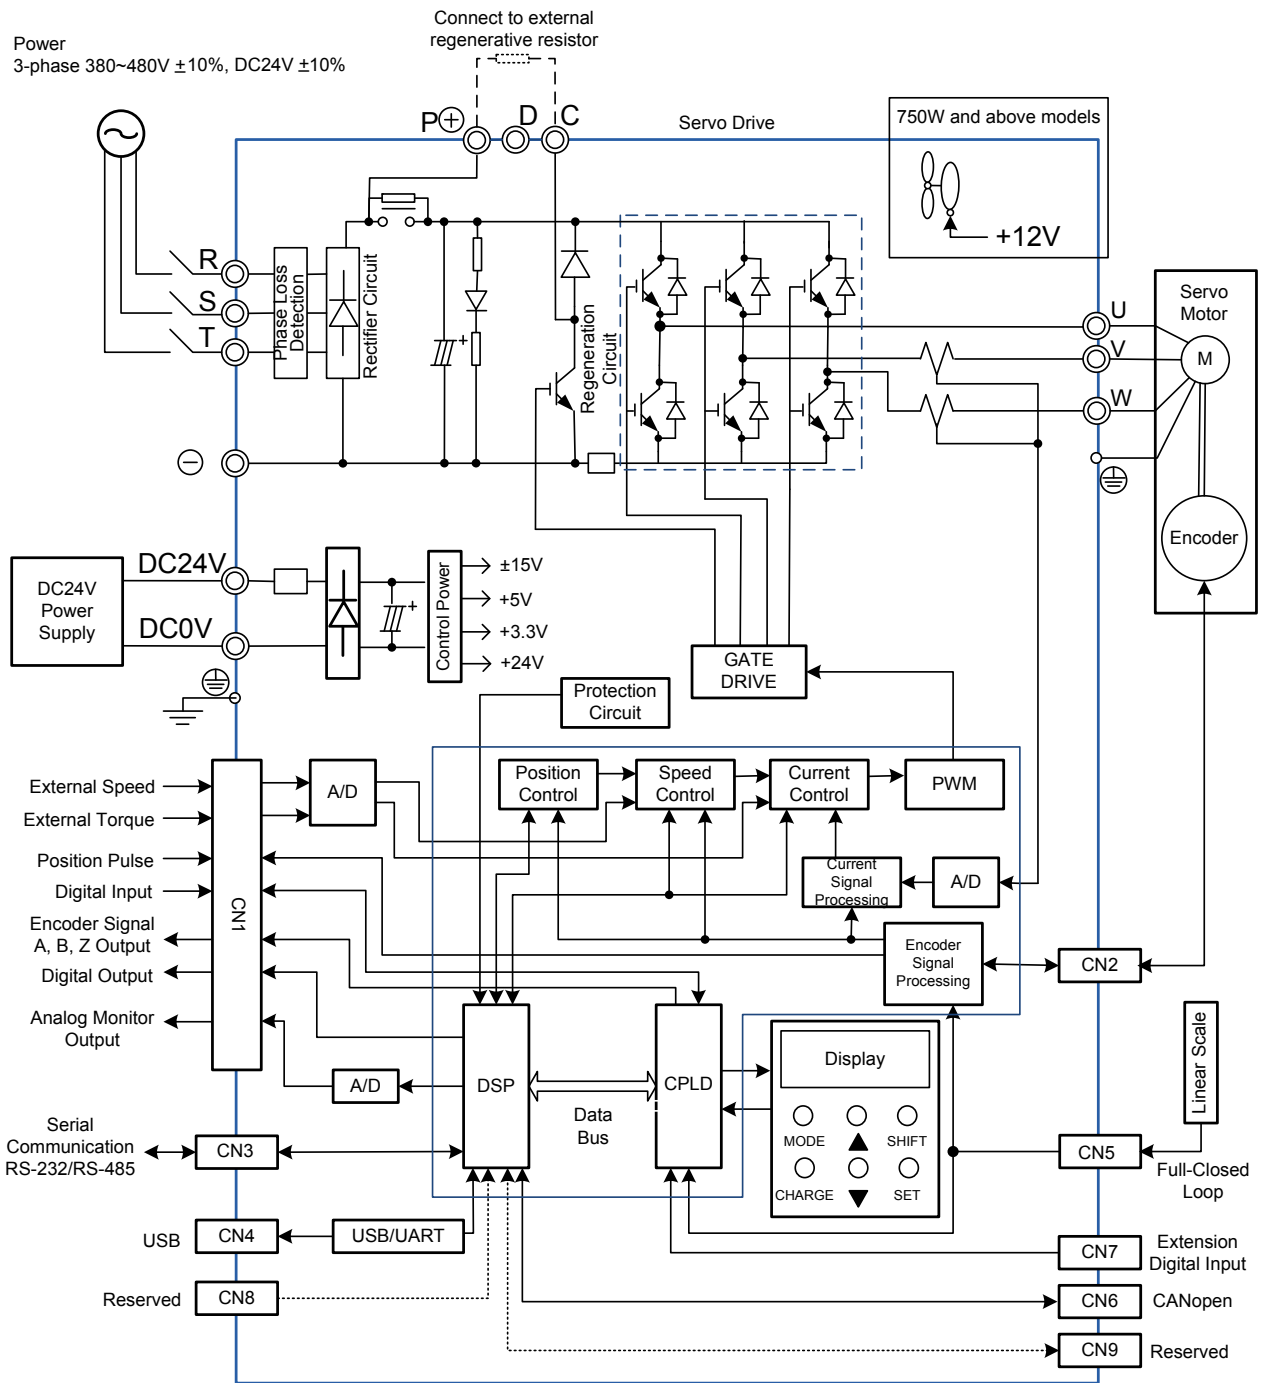 Connect to external
regenerative resistor
Power
3-phase 380~480V ±10%, DC24V ±10%
P⊕
D
C
Servo Drive
750W and above models
+12V
R
S
T
Phase Loss
Detection
Rectifier Circuit
+
Regeneration
Circuit
U
V
W
Servo
Motor
M
Encoder
⊖
DC24V
Power
Supply
DC24V
DC0V
+
Control Power
±15V
+5V
+3.3V
+24V
GATE
DRIVE
Protection
Circuit
External Speed
External Torque
Position Pulse
Digital Input
Encoder Signal
A, B, Z Output
Digital Output
Analog Monitor
Output
CN1
A/D
Position
Control
Speed
Control
Current
Control
PWM
Current
Signal
Processing
A/D
Encoder
Signal
Processing
CN2
A/D
DSP
Data
Bus
CPLD
Display
MODE
▲
SHIFT
CHARGE
▼
SET
Linear Scale
Serial
Communication
RS-232/RS-485
CN3
CN5
Full-Closed
Loop
USB
CN4
USB/UART
CN7
Extension
Digital Input
Reserved
CN8
CN6
CANopen
CN9
Reserved